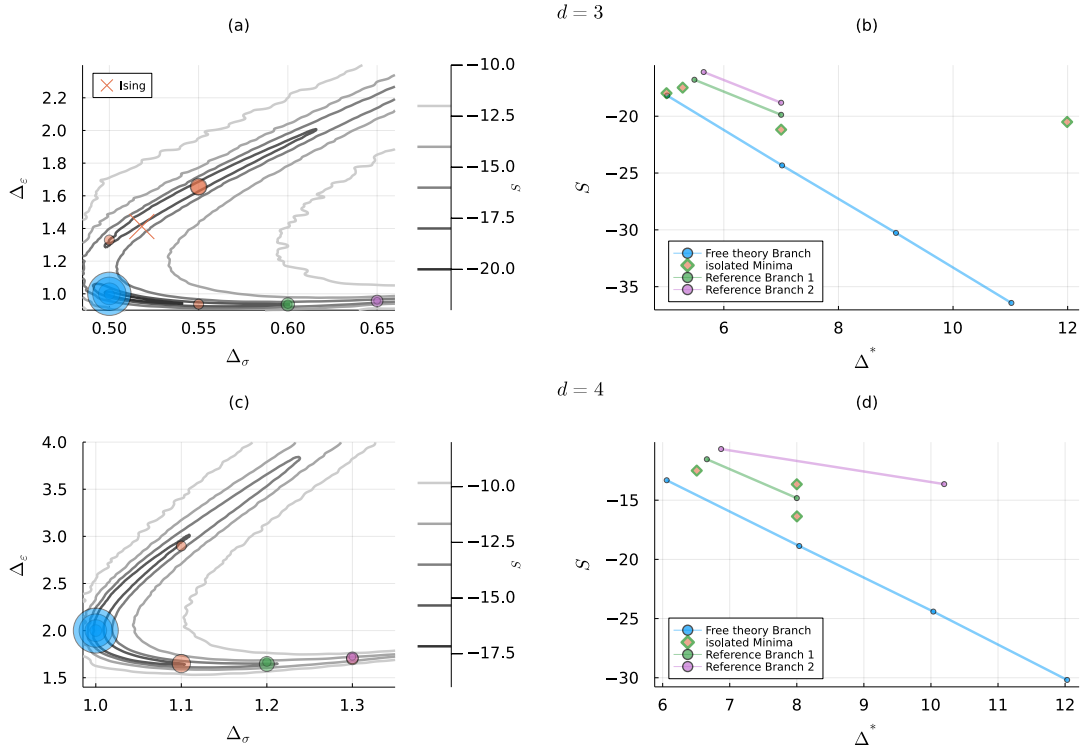 d = 3
(a)
(b)
Ising
2.2
2.0
1.8
1.6
1.4
1.2
1.0
Δ_ε
0.50
0.55
0.60
0.65
Δ_σ
−10.0
−12.5
−15.0
−17.5
−20.0
s
−20
−25
−30
−35
S
Free theory Branch
isolated Minima
Reference Branch 1
Reference Branch 2
6
8
10
12
Δ^*
d = 4
(c)
(d)
4.0
3.5
3.0
2.5
2.0
1.5
Δ_ε
1.0
1.1
1.2
1.3
Δ_σ
−10.0
−12.5
−15.0
−17.5
s
−15
−20
−25
−30
S
Free theory Branch
isolated Minima
Reference Branch 1
Reference Branch 2
6
7
8
9
10
11
12
Δ^*